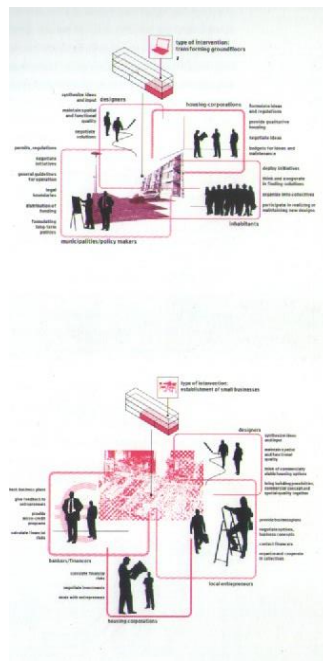 type of intervention:
transforming groundfloors
synthesize ideas
and input
designers
maintain spatial
and functional
quality
negotiate
solutions
housing corporations
formulate ideas
and regulations
provide qualitative
housing
negotiate ideas
budgets for ideas and
maintenance
permits, regulations
negotiate
initiatives
general guidelines
for
legal
boundaries
distribution of
funding
formulating
long term
policies
municipalities/policy makers
display initiatives
think and cooperate
in finding solutions
organize into collectives
participate in realizing or
maintaining new designs
inhabitants
type of intervention:
establishment of small businesses
designers
synthesize ideas
and input
maintain spatial
and functional
quality
think of commercially
viable housing options
bring building possibilities,
commercial concept and
spatial quality together
test business plans
give feedback to
entrepreneurs
provide
micro-credit
programs
calculate financial
risks
bankers/financers
provide technologies
negotiate options,
business concepts
contact financers
organize and cooperate
in collectives
local entrepreneurs
calculate financial
risks
negotiate investments
work with entrepreneurs
housing corporations